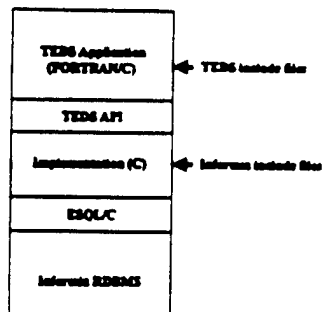 TEDS Application
(FORTRAN/C)
TEDS include files
TEDS API
Implementation (C)
Informix include files
ESQL/C
Informix RDBMS